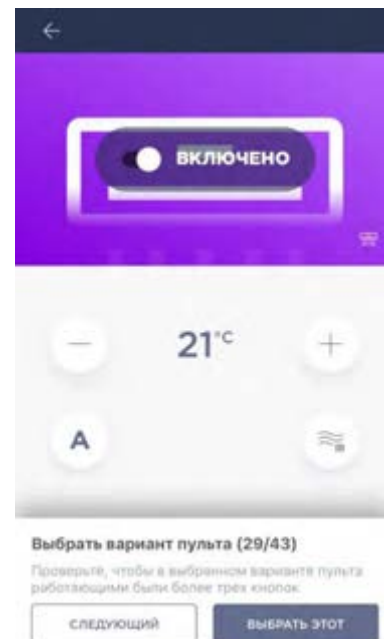 ВКЛЮЧЕНО
21°C
A
Выбрать вариант пульта (29/43)
Проверьте, чтобы в выбранном варианте пульта
работающими были более трех кнопок
СЛЕДУЮЩИЙ
ВЫБРАТЬ ЭТОТ